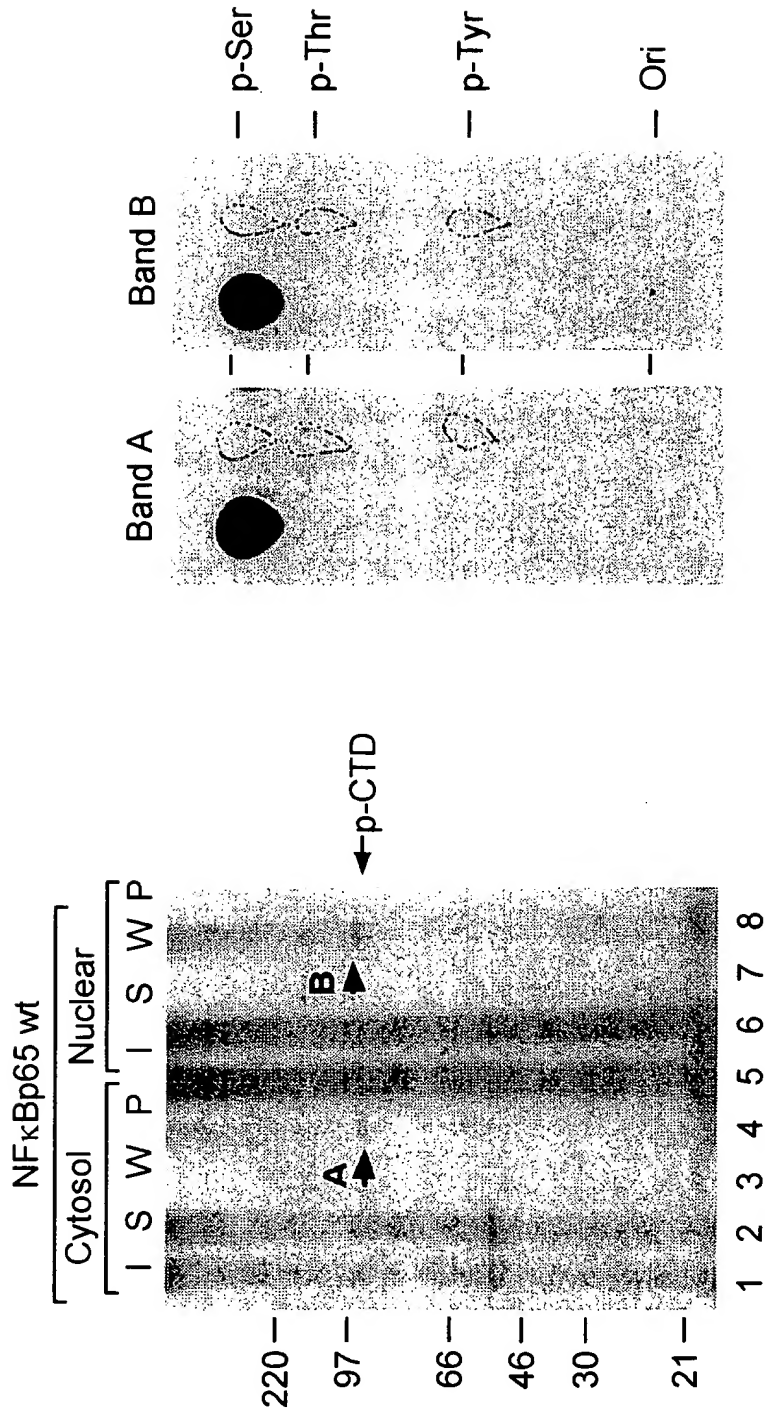 NFκBp65 wt
Cytosol Nuclear
I S W P I S W P
220
97
66
46
30
21
A
B
p-CTD
1 2 3 4 5 6 7 8
Band A Band B
p-Ser
p-Thr
p-Tyr
Ori